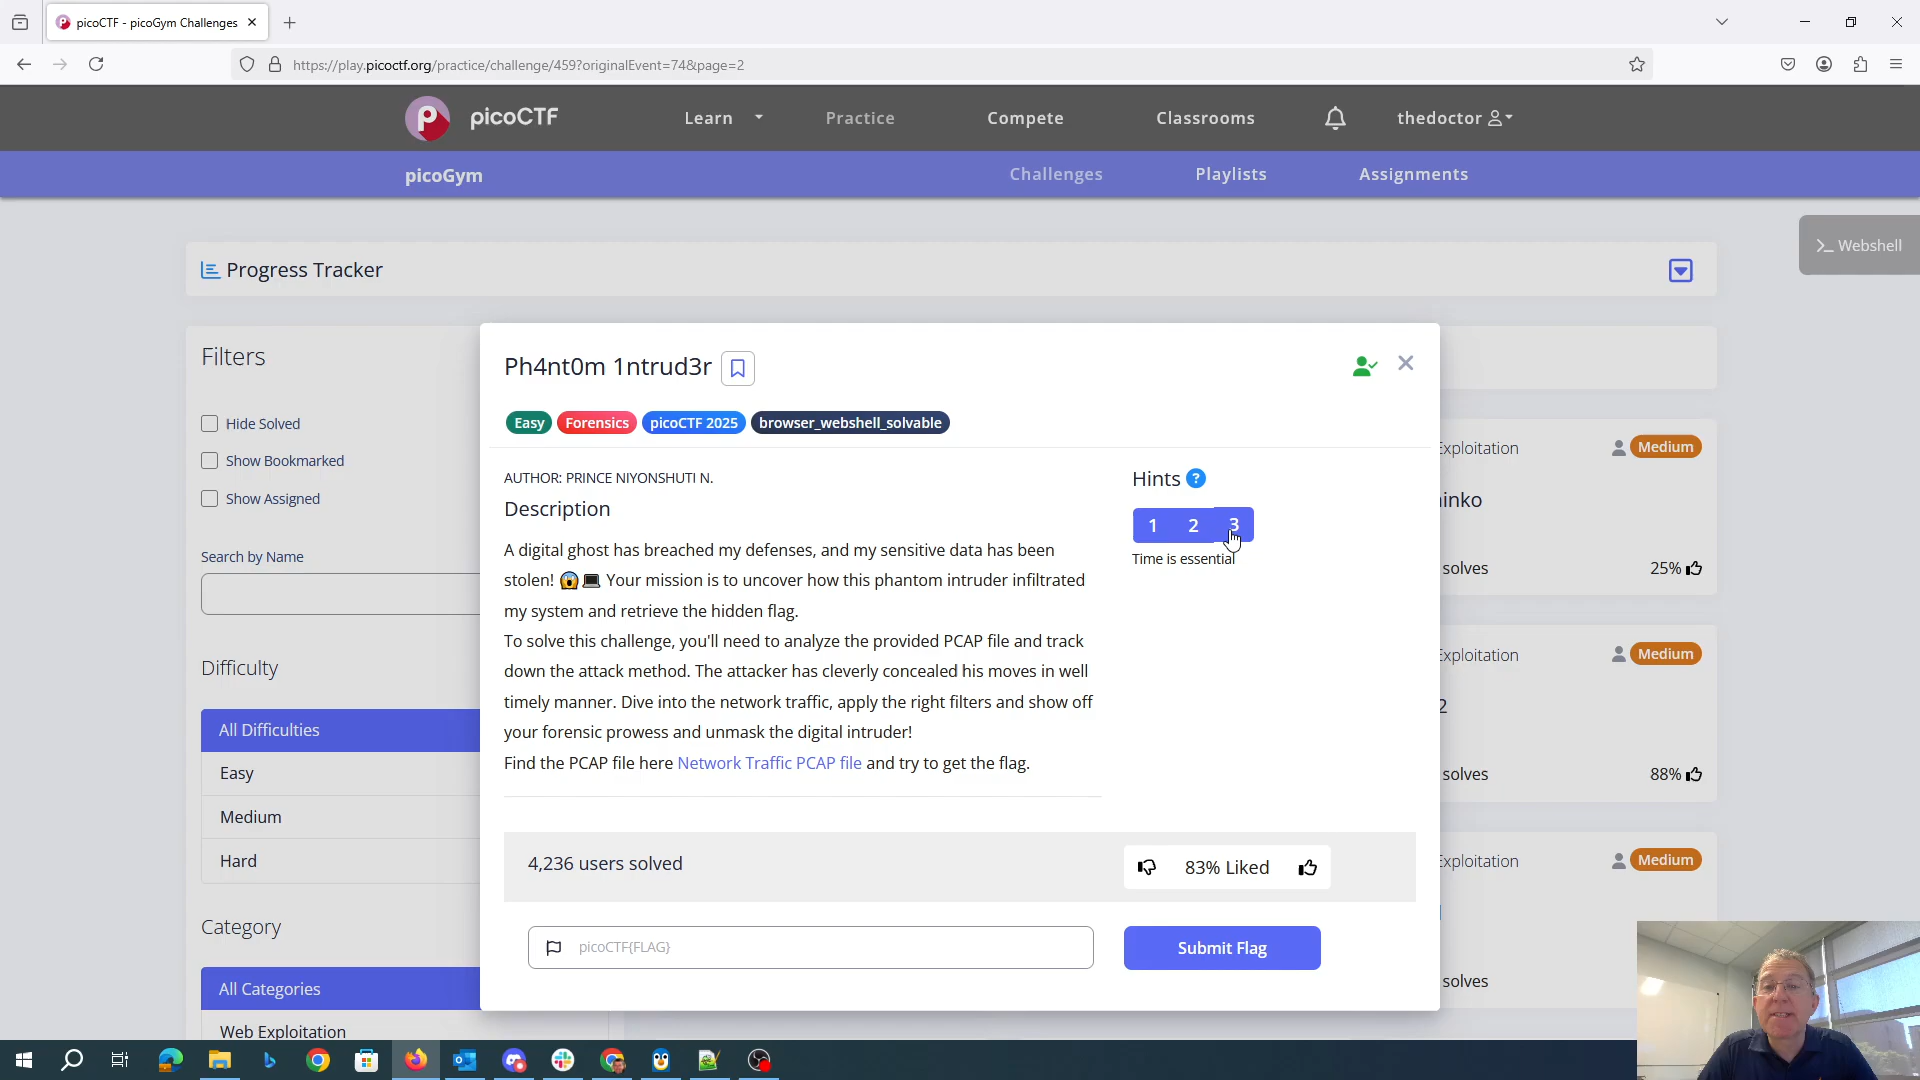 picoCTF - picoGym Challenges
https://play.picoctf.org/practice/challenge/459?originalEvent=74&page=2
picoCTF
Learn
Practice
Compete
Classrooms
thedoctor
picoGym
Challenges
Playlists
Assignments
Webshell
Progress Tracker
Filters
Hide Solved
Show Bookmarked
Show Assigned
Search by Name
Difficulty
All Difficulties
Easy
Medium
Hard
Category
All Categories
Web Exploitation
Ph4nt0m 1ntrud3r
Easy Forensics picoCTF 2025 browser_webshell_solvable
AUTHOR: PRINCE NIYONSHUTI N.
Description
A digital ghost has breached my defenses, and my sensitive data has been
stolen! 😱💻 Your mission is to uncover how this phantom intruder infiltrated
my system and retrieve the hidden flag.
To solve this challenge, you'll need to analyze the provided PCAP file and track
down the attack method. The attacker has cleverly concealed his moves in well
timely manner. Dive into the network traffic, apply the right filters and show off
your forensic prowess and unmask the digital intruder!
Find the PCAP file here Network Traffic PCAP file and try to get the flag.
Hints ?
1 2 3
Time is essential
4,236 users solved
83% Liked
picoCTF{FLAG}
Submit Flag
Exploitation
Medium
inko
solves
25%
Exploitation
Medium
2
solves
88%
Exploitation
Medium
solves